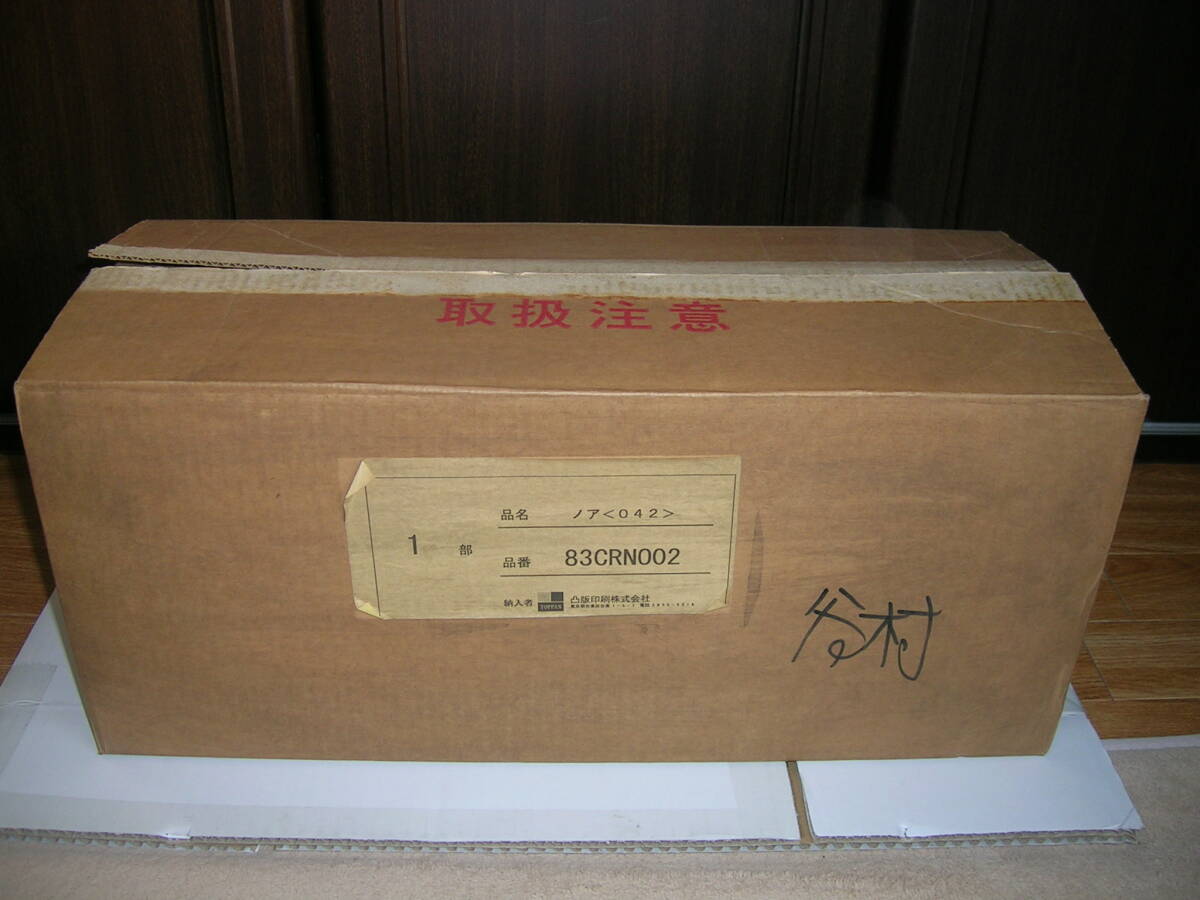 取扱注意
1 部
品名 ノア<042>
品番 83CRN002
納入者 TOPPAN 凸版印刷株式会社
谷村